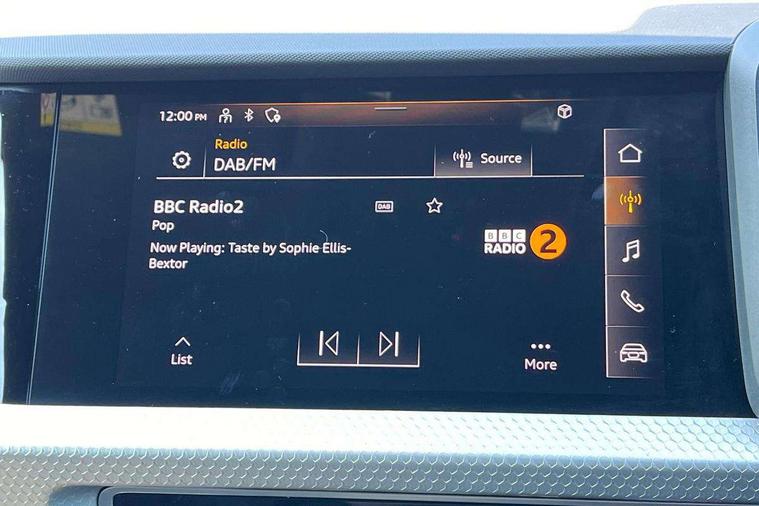 12:00 PM
Radio
DAB/FM
Source
BBC Radio2
DAB
Pop
Now Playing: Taste by Sophie Ellis-
Bextor
BBC
RADIO 2
List
More